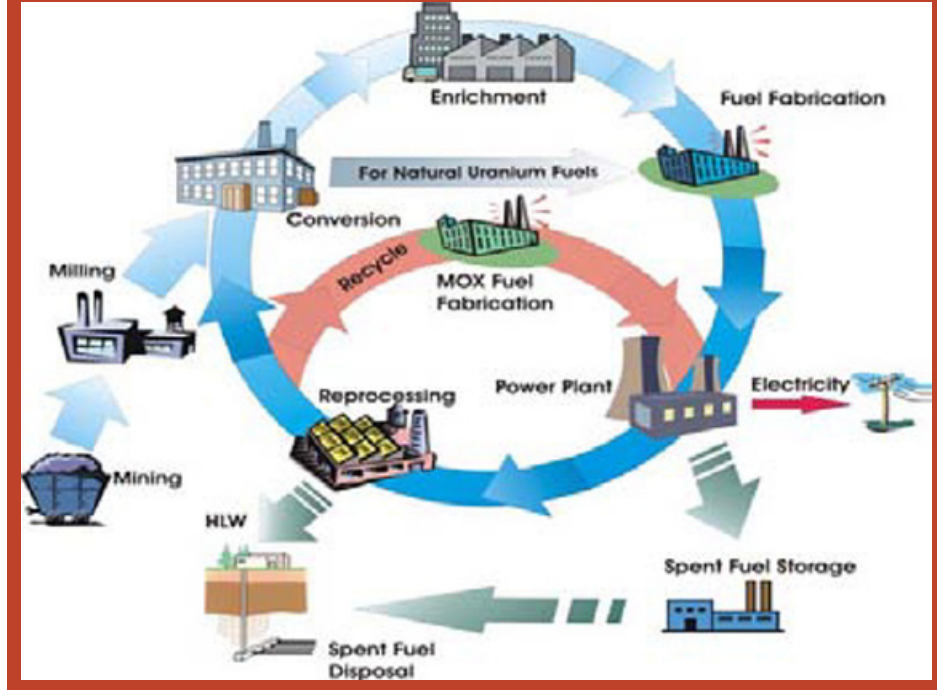 Enrichment
Fuel Fabrication
For Natural Uranium Fuels
Conversion
Recycle
Milling
MOX Fuel
Fabrication
Power Plant
Electricity
Reprocessing
Mining
HLW
Spent Fuel Storage
Spent Fuel
Disposal